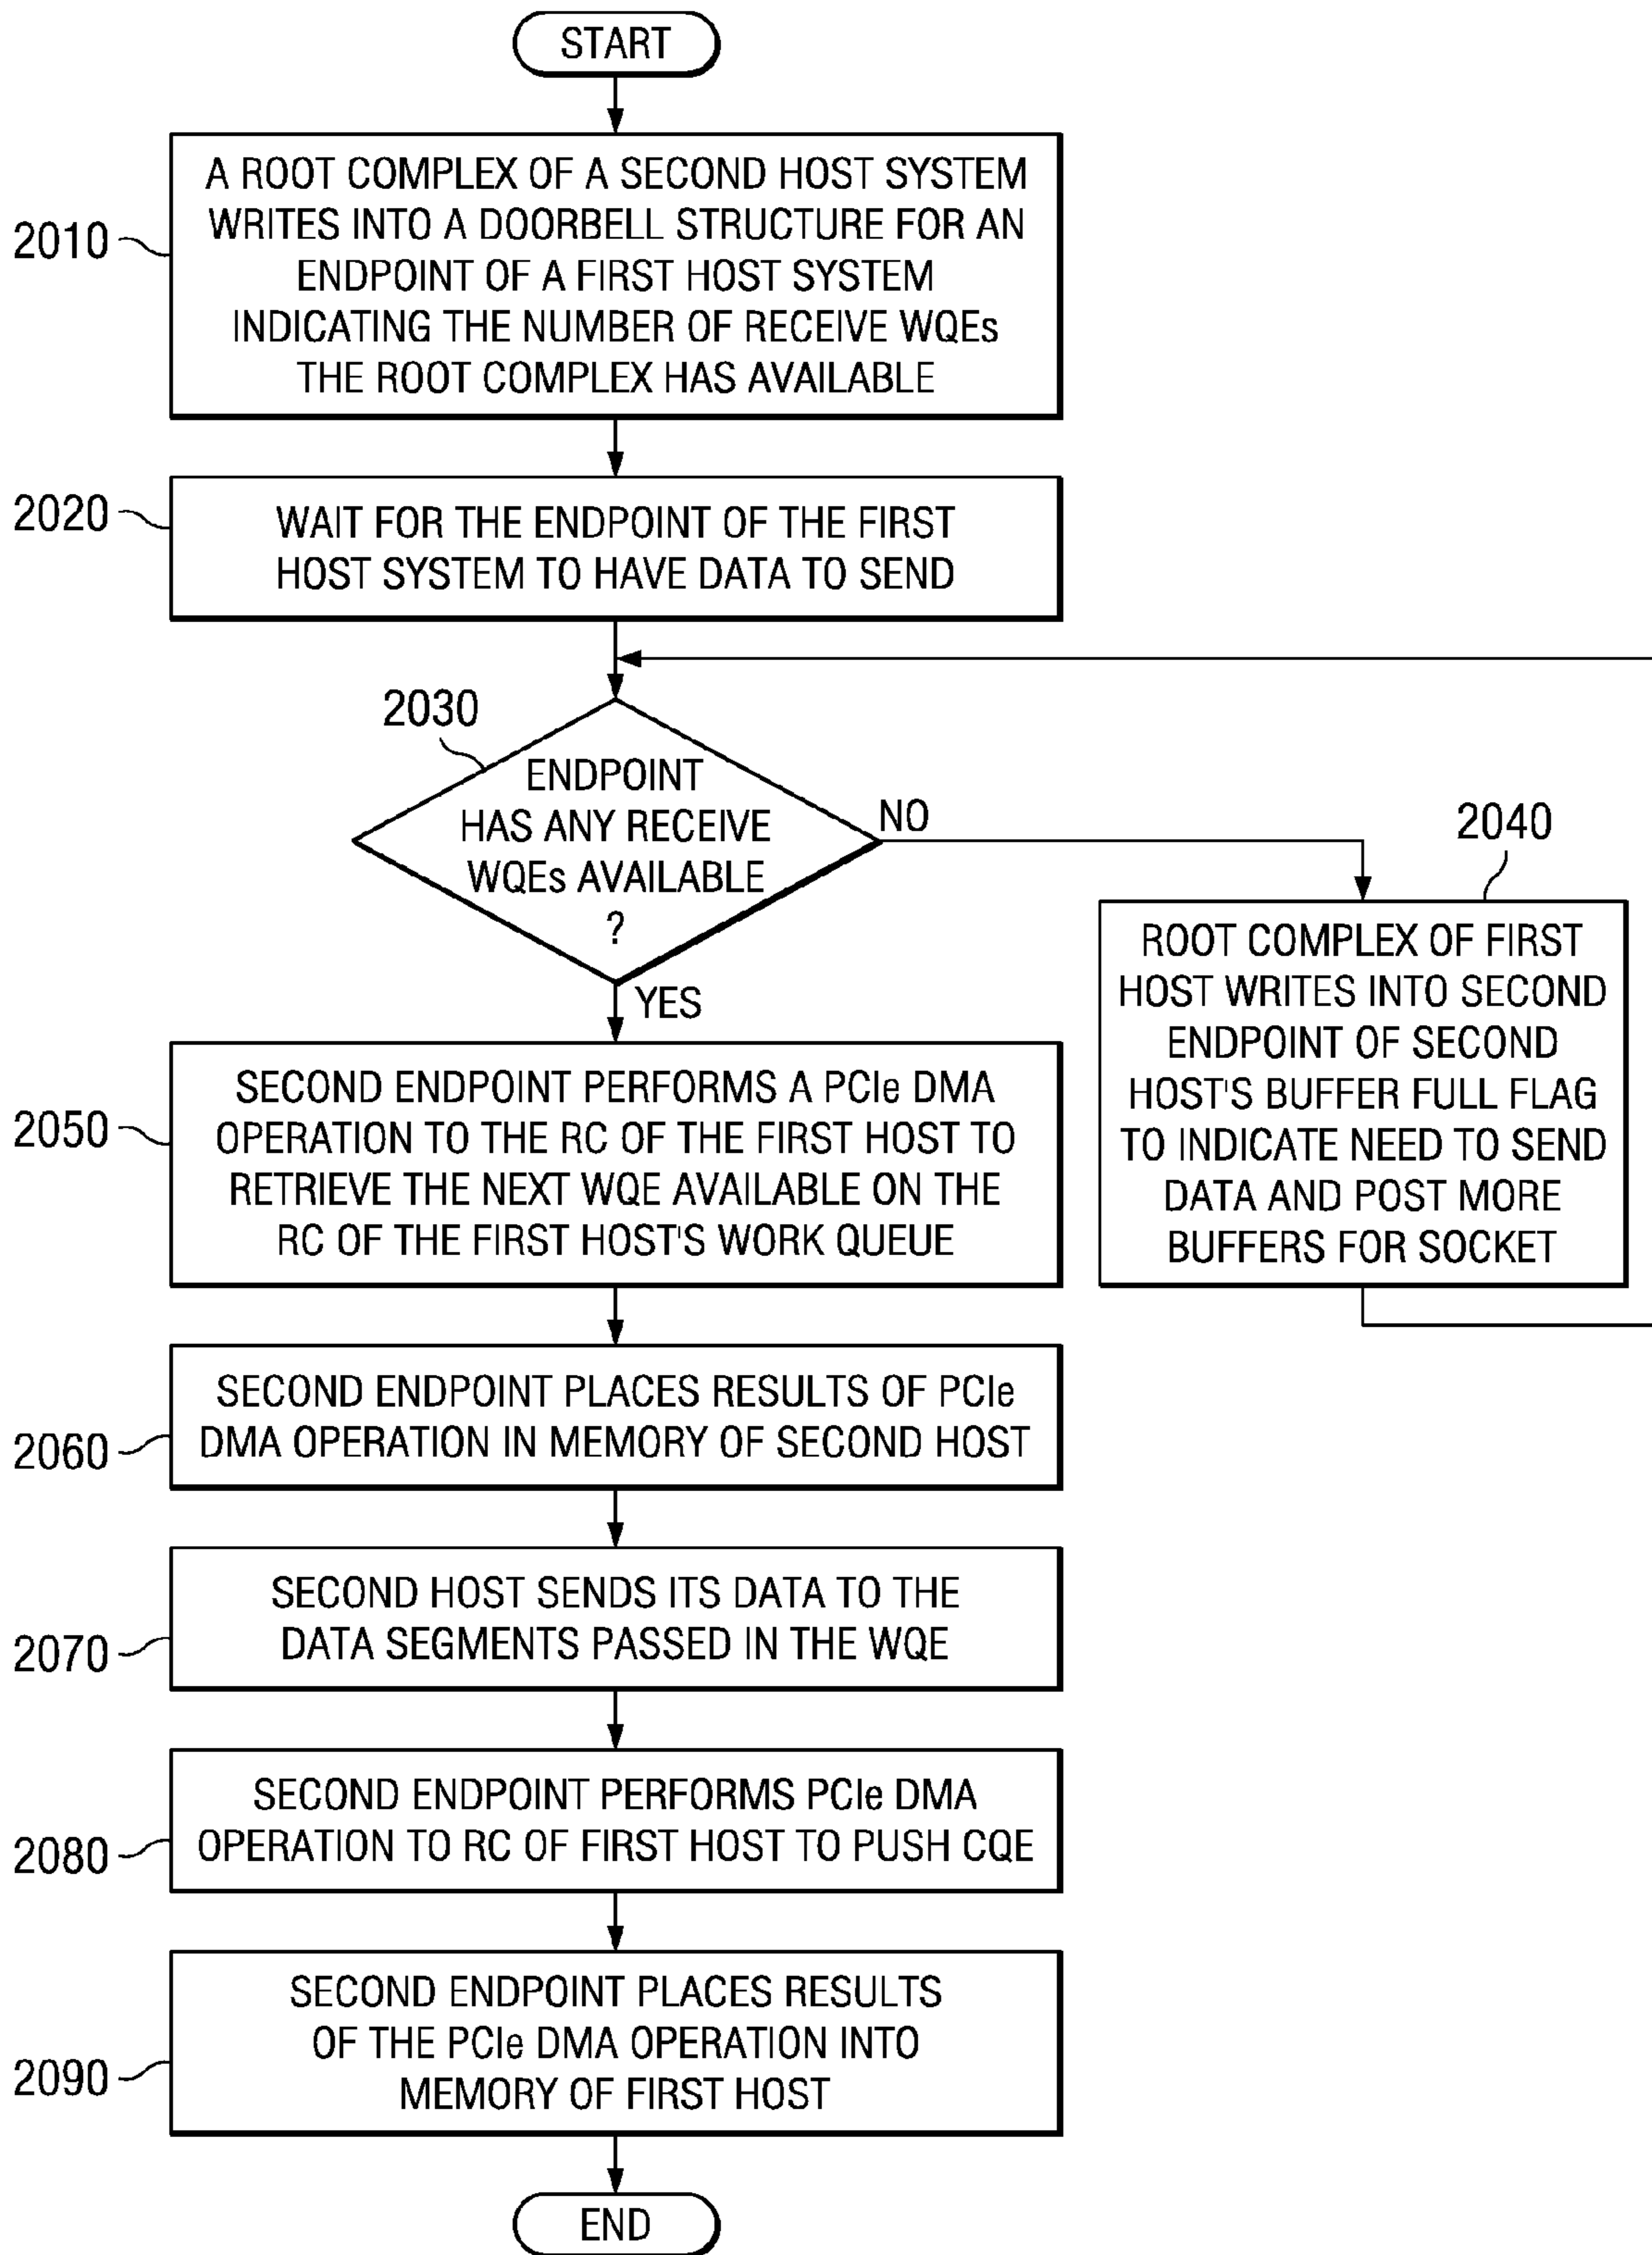 START
2010
A ROOT COMPLEX OF A SECOND HOST SYSTEM
WRITES INTO A DOORBELL STRUCTURE FOR AN
ENDPOINT OF A FIRST HOST SYSTEM
INDICATING THE NUMBER OF RECEIVE WQEs
THE ROOT COMPLEX HAS AVAILABLE
2020
WAIT FOR THE ENDPOINT OF THE FIRST
HOST SYSTEM TO HAVE DATA TO SEND
2030
ENDPOINT
HAS ANY RECEIVE
WQEs AVAILABLE
?
NO
YES
2040
ROOT COMPLEX OF FIRST
HOST WRITES INTO SECOND
ENDPOINT OF SECOND
HOST'S BUFFER FULL FLAG
TO INDICATE NEED TO SEND
DATA AND POST MORE
BUFFERS FOR SOCKET
2050
SECOND ENDPOINT PERFORMS A PCIe DMA
OPERATION TO THE RC OF THE FIRST HOST TO
RETRIEVE THE NEXT WQE AVAILABLE ON THE
RC OF THE FIRST HOST'S WORK QUEUE
2060
SECOND ENDPOINT PLACES RESULTS OF PCIe
DMA OPERATION IN MEMORY OF SECOND HOST
2070
SECOND HOST SENDS ITS DATA TO THE
DATA SEGMENTS PASSED IN THE WQE
2080
SECOND ENDPOINT PERFORMS PCIe DMA
OPERATION TO RC OF FIRST HOST TO PUSH CQE
2090
SECOND ENDPOINT PLACES RESULTS
OF THE PCIe DMA OPERATION INTO
MEMORY OF FIRST HOST
END